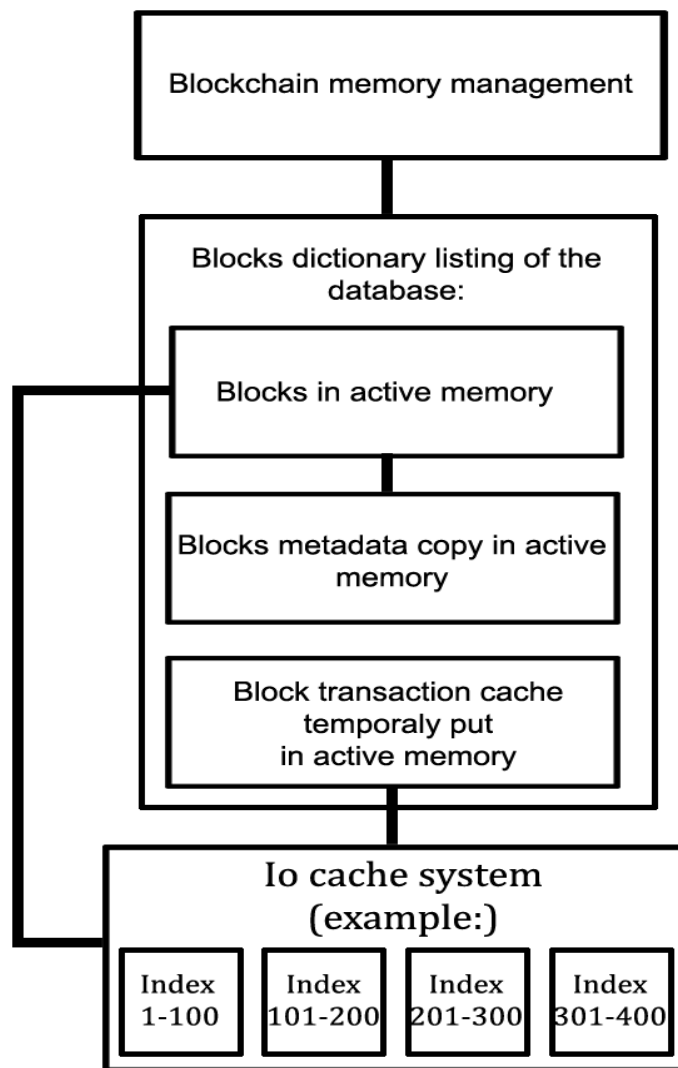 Blockchain memory management
Blocks dictionary listing of the
database:
Blocks in active memory
Blocks metadata copy in active
memory
Block transaction cache
temporaly put
in active memory
Io cache system
(example:)
Index
1-100
Index
101-200
Index
201-300
Index
301-400